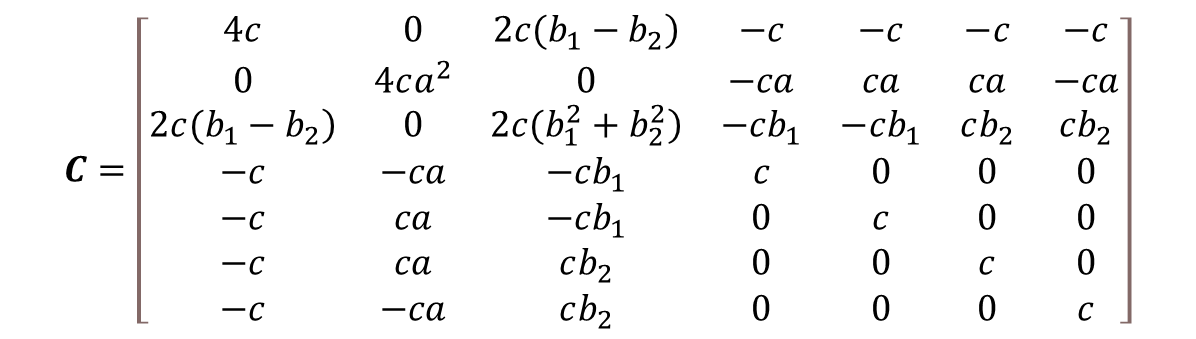 4c 0 2c(b₁ − b₂) −c −c −c −c
0 4ca² 0 −ca ca ca −ca
2c(b₁ − b₂) 0 2c(b₁² + b₂²) −cb₁ −cb₁ cb₂ cb₂
C = −c −ca −cb₁ c 0 0 0
−c ca −cb₁ 0 c 0 0
−c ca cb₂ 0 0 c 0
−c −ca cb₂ 0 0 0 c